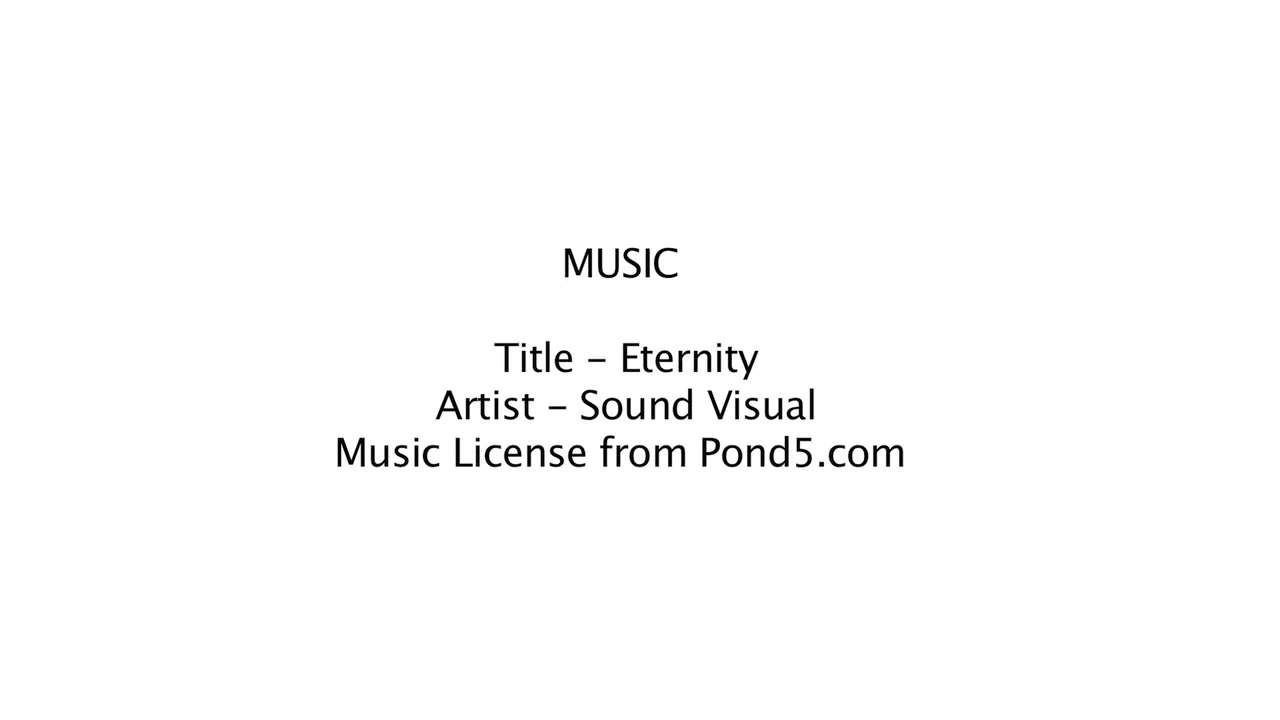 MUSIC
Title – Eternity
Artist – Sound Visual
Music License from Pond5.com